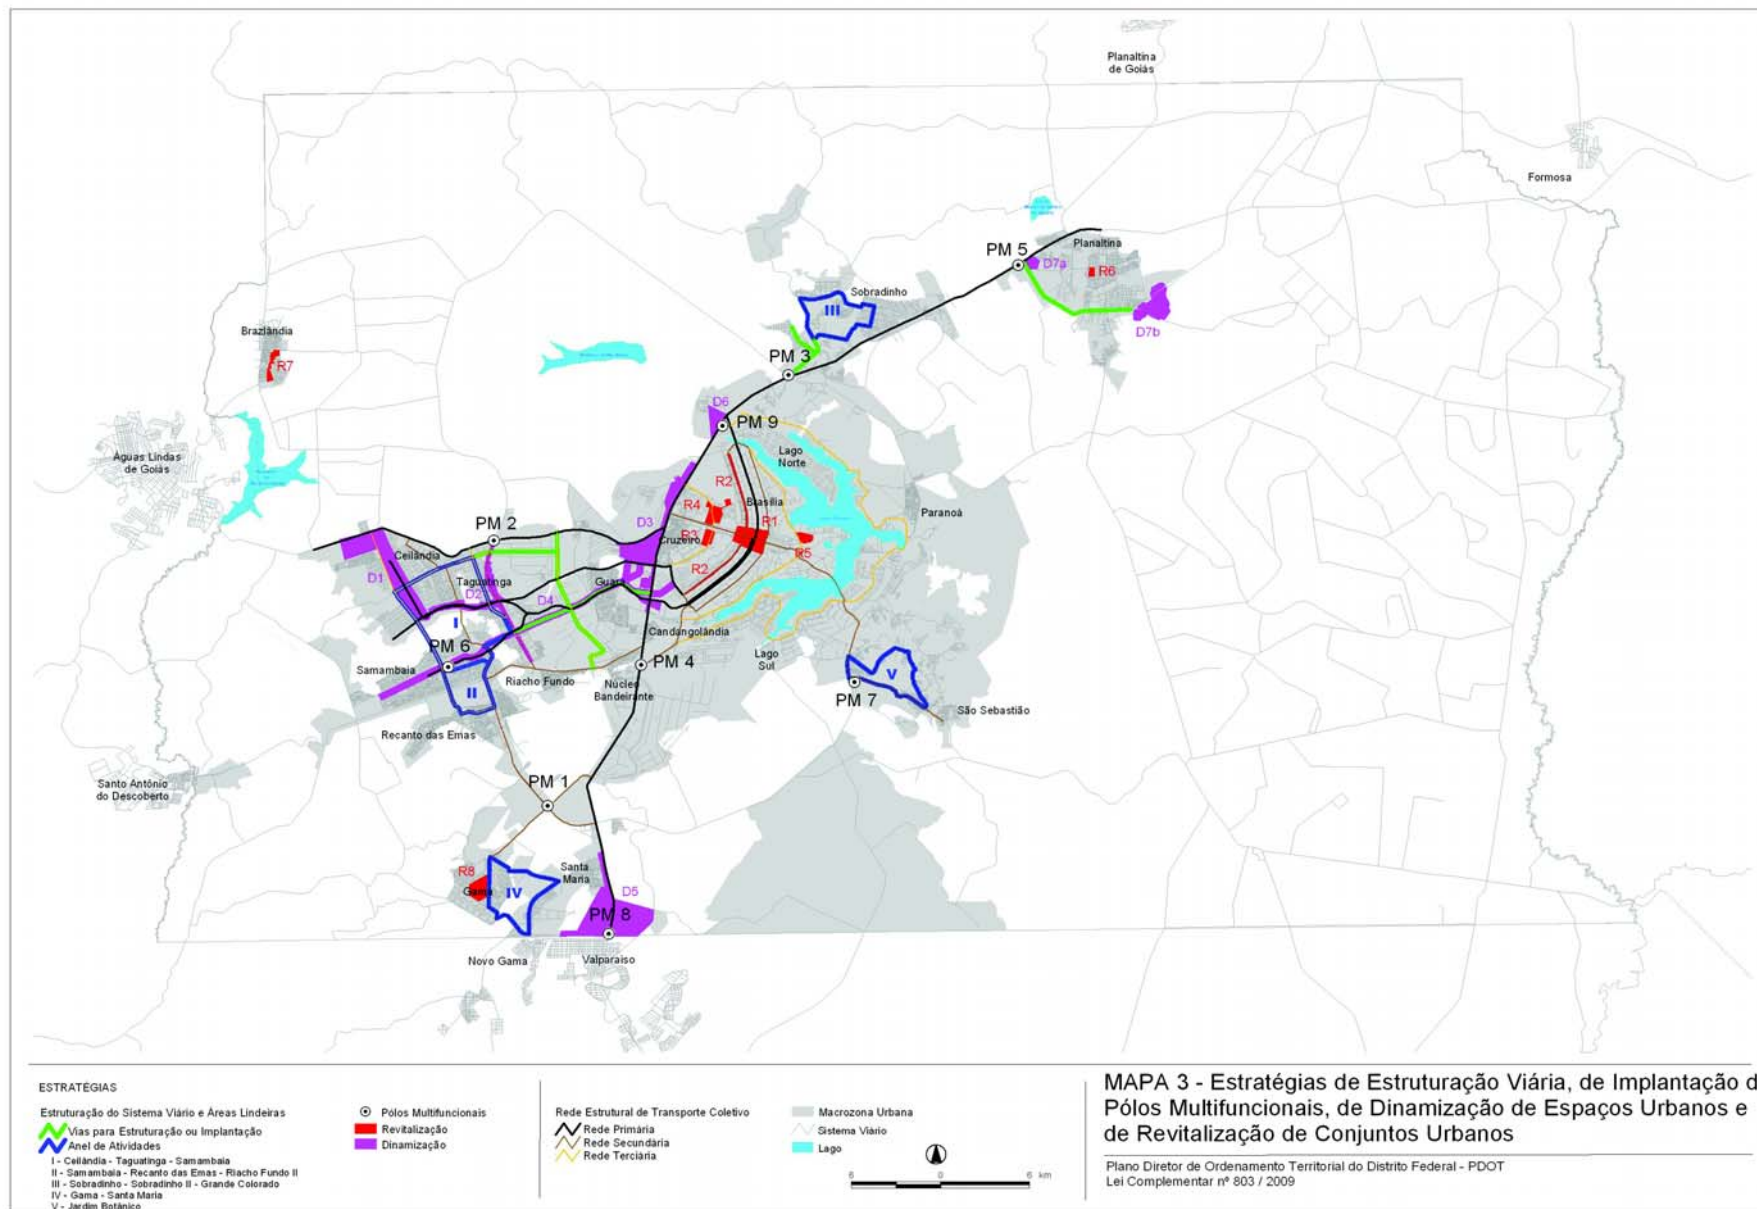 Planaltina
de Goiás
Formosa
PM 5
Planaltina
D7a
R6
D7b
Sobradinho
III
Brazlândia
R7
PM 3
D6
PM 9
Águas Lindas
de Goiás
Lago
Norte
R2
R4
Brasília
R1
Paranoá
PM 2
D3
Cruzeiro
R3
R5
Ceilândia
D1
Taguatinga
D2
Guará
R2
D4
I
Candangolândia
PM 6
Samambaia
II
Riacho Fundo
Núcleo
Bandeirante
PM 4
Lago
Sul
V
PM 7
São Sebastião
Recanto das Emas
Santo Antônio
do Descoberto
PM 1
R8
Gama
IV
Santa
Maria
D5
PM 8
Novo Gama
Valparaiso
ESTRATÉGIAS
Estruturação do Sistema Viário e Áreas Lindeiras
Vias para Estruturação ou Implantação
Anel de Atividades
I - Ceilândia - Taguatinga - Samambaia
II - Samambaia - Recanto das Emas - Riacho Fundo II
III - Sobradinho - Sobradinho II - Grande Colorado
IV - Gama - Santa Maria
V - Jardim Botânico
Pólos Multifuncionais
Revitalização
Dinamização
Rede Estrutural de Transporte Coletivo
Rede Primária
Rede Secundária
Rede Terciária
Macrozona Urbana
Sistema Viário
Lago
6 0 6 km
MAPA 3 - Estratégias de Estruturação Viária, de Implantação d
Pólos Multifuncionais, de Dinamização de Espaços Urbanos e
de Revitalização de Conjuntos Urbanos
Plano Diretor de Ordenamento Territorial do Distrito Federal - PDOT
Lei Complementar nº 803 / 2009